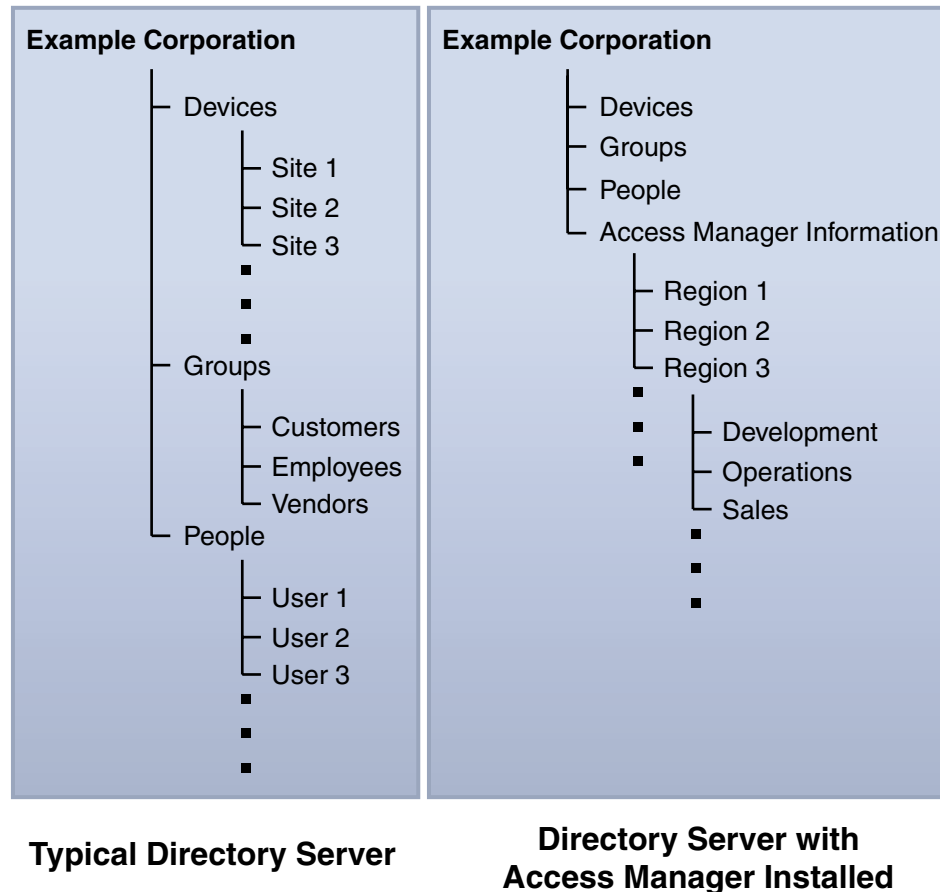 Example Corporation
Devices
Site 1
Site 2
Site 3
Groups
Customers
Employees
Vendors
People
User 1
User 2
User 3
Typical Directory Server
Example Corporation
Devices
Groups
People
Access Manager Information
Region 1
Region 2
Region 3
Development
Operations
Sales
Directory Server with
Access Manager Installed